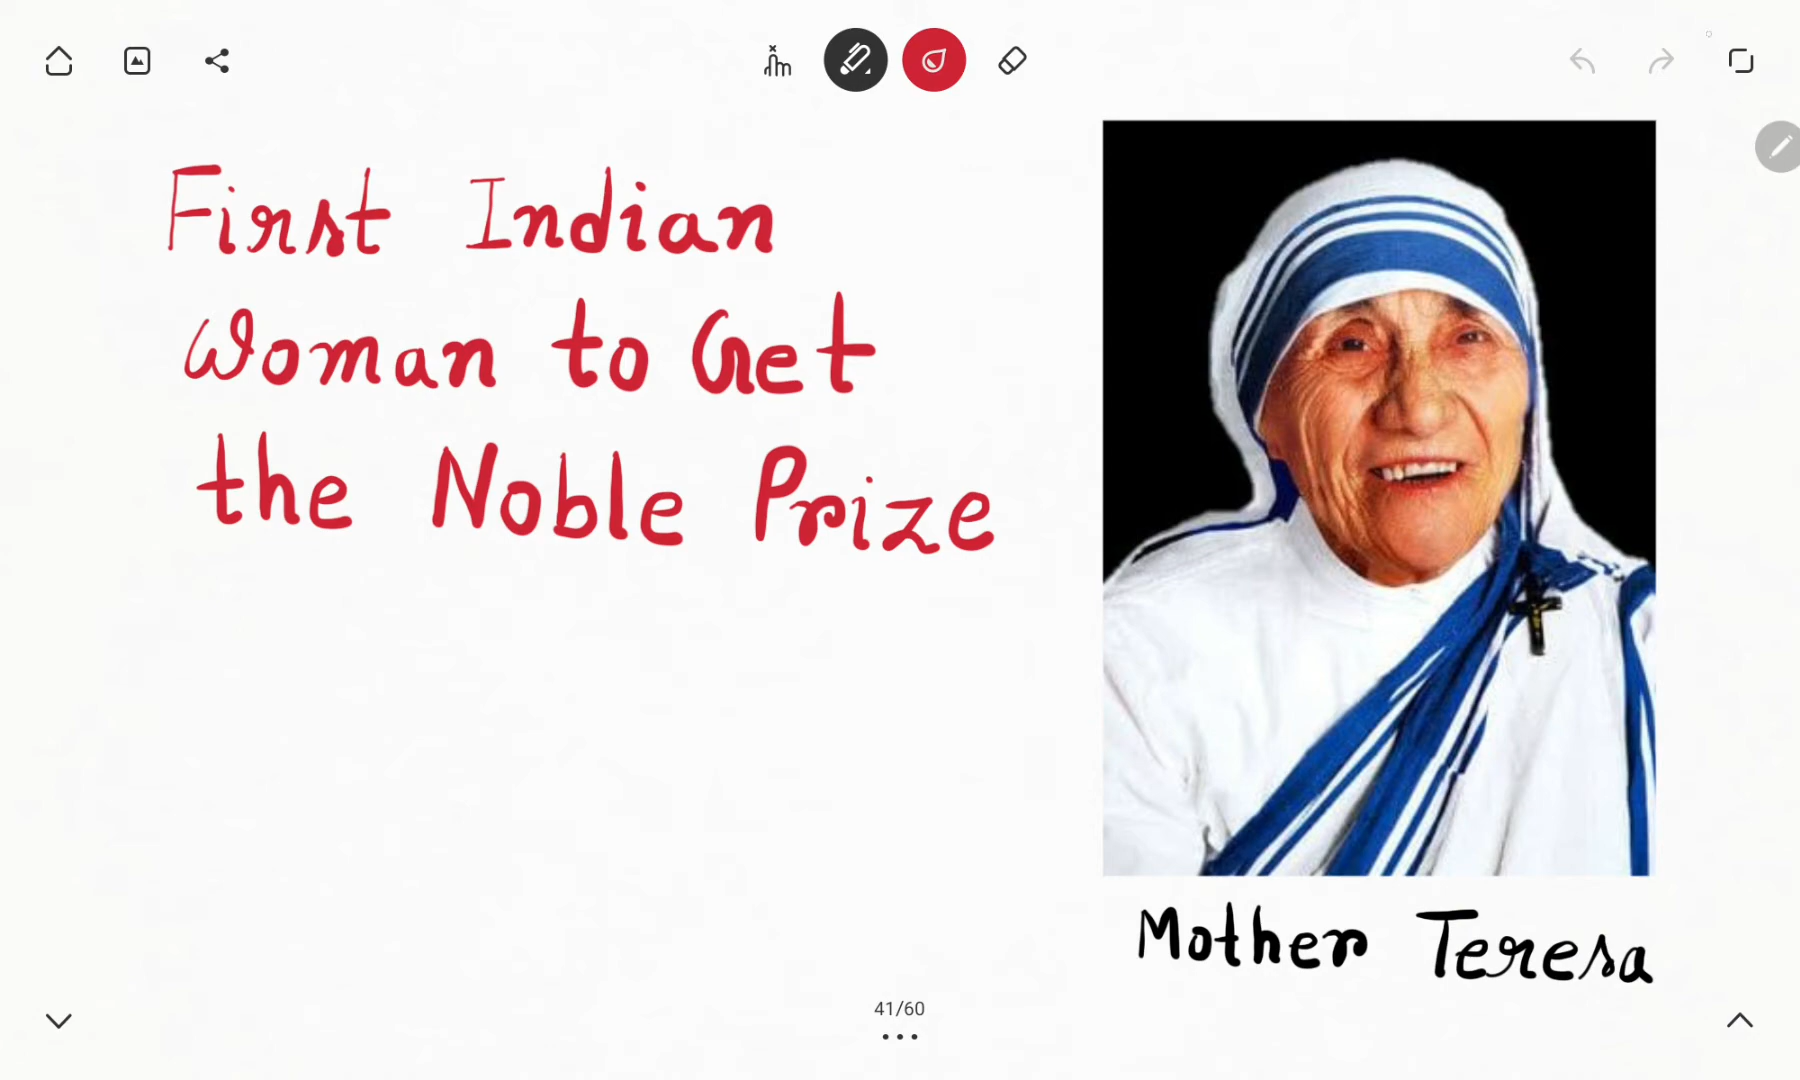 First Indian
Woman to Get
the Noble Prize
Mother Teresa
41/60